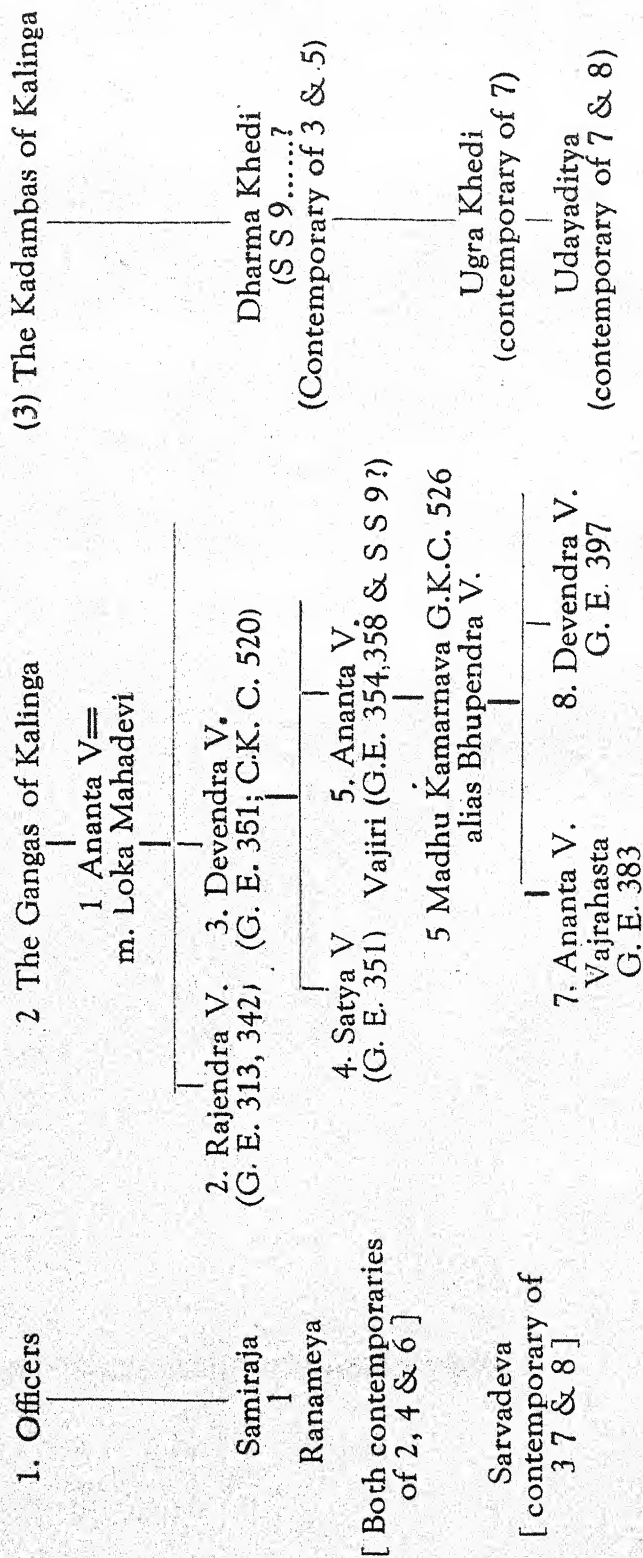 1. Officers
Samiraja
1
Ranameya
[ Both contemporaries
of 2, 4 & 6 ]
Sarvadeva
[ contemporary of
3 7 & 8 ]
2 The Gangas of Kalinga
1 Ananta V=
m. Loka Mahadevi
2. Rajendra V.
(G. E. 313, 342)
3. Devendra V.
(G. E. 351; C.K. C. 520)
4. Satya V
(G. E. 351)
5. Ananta V.
Vajiri (G.E. 354,358 & S S 9 ?)
5 Madhu Kamarnava G.K.C. 526
alias Bhupendra V.
7. Ananta V.
Vajrahasta
G. E. 383
8. Devendra V.
G. E. 397
(3) The Kadambas of Kalinga
Dharma Khedi
(S S 9......?
(Contemporary of 3 & 5)
Ugra Khedi
(contemporary of 7)
Udayaditya
(contemporary of 7 & 8)